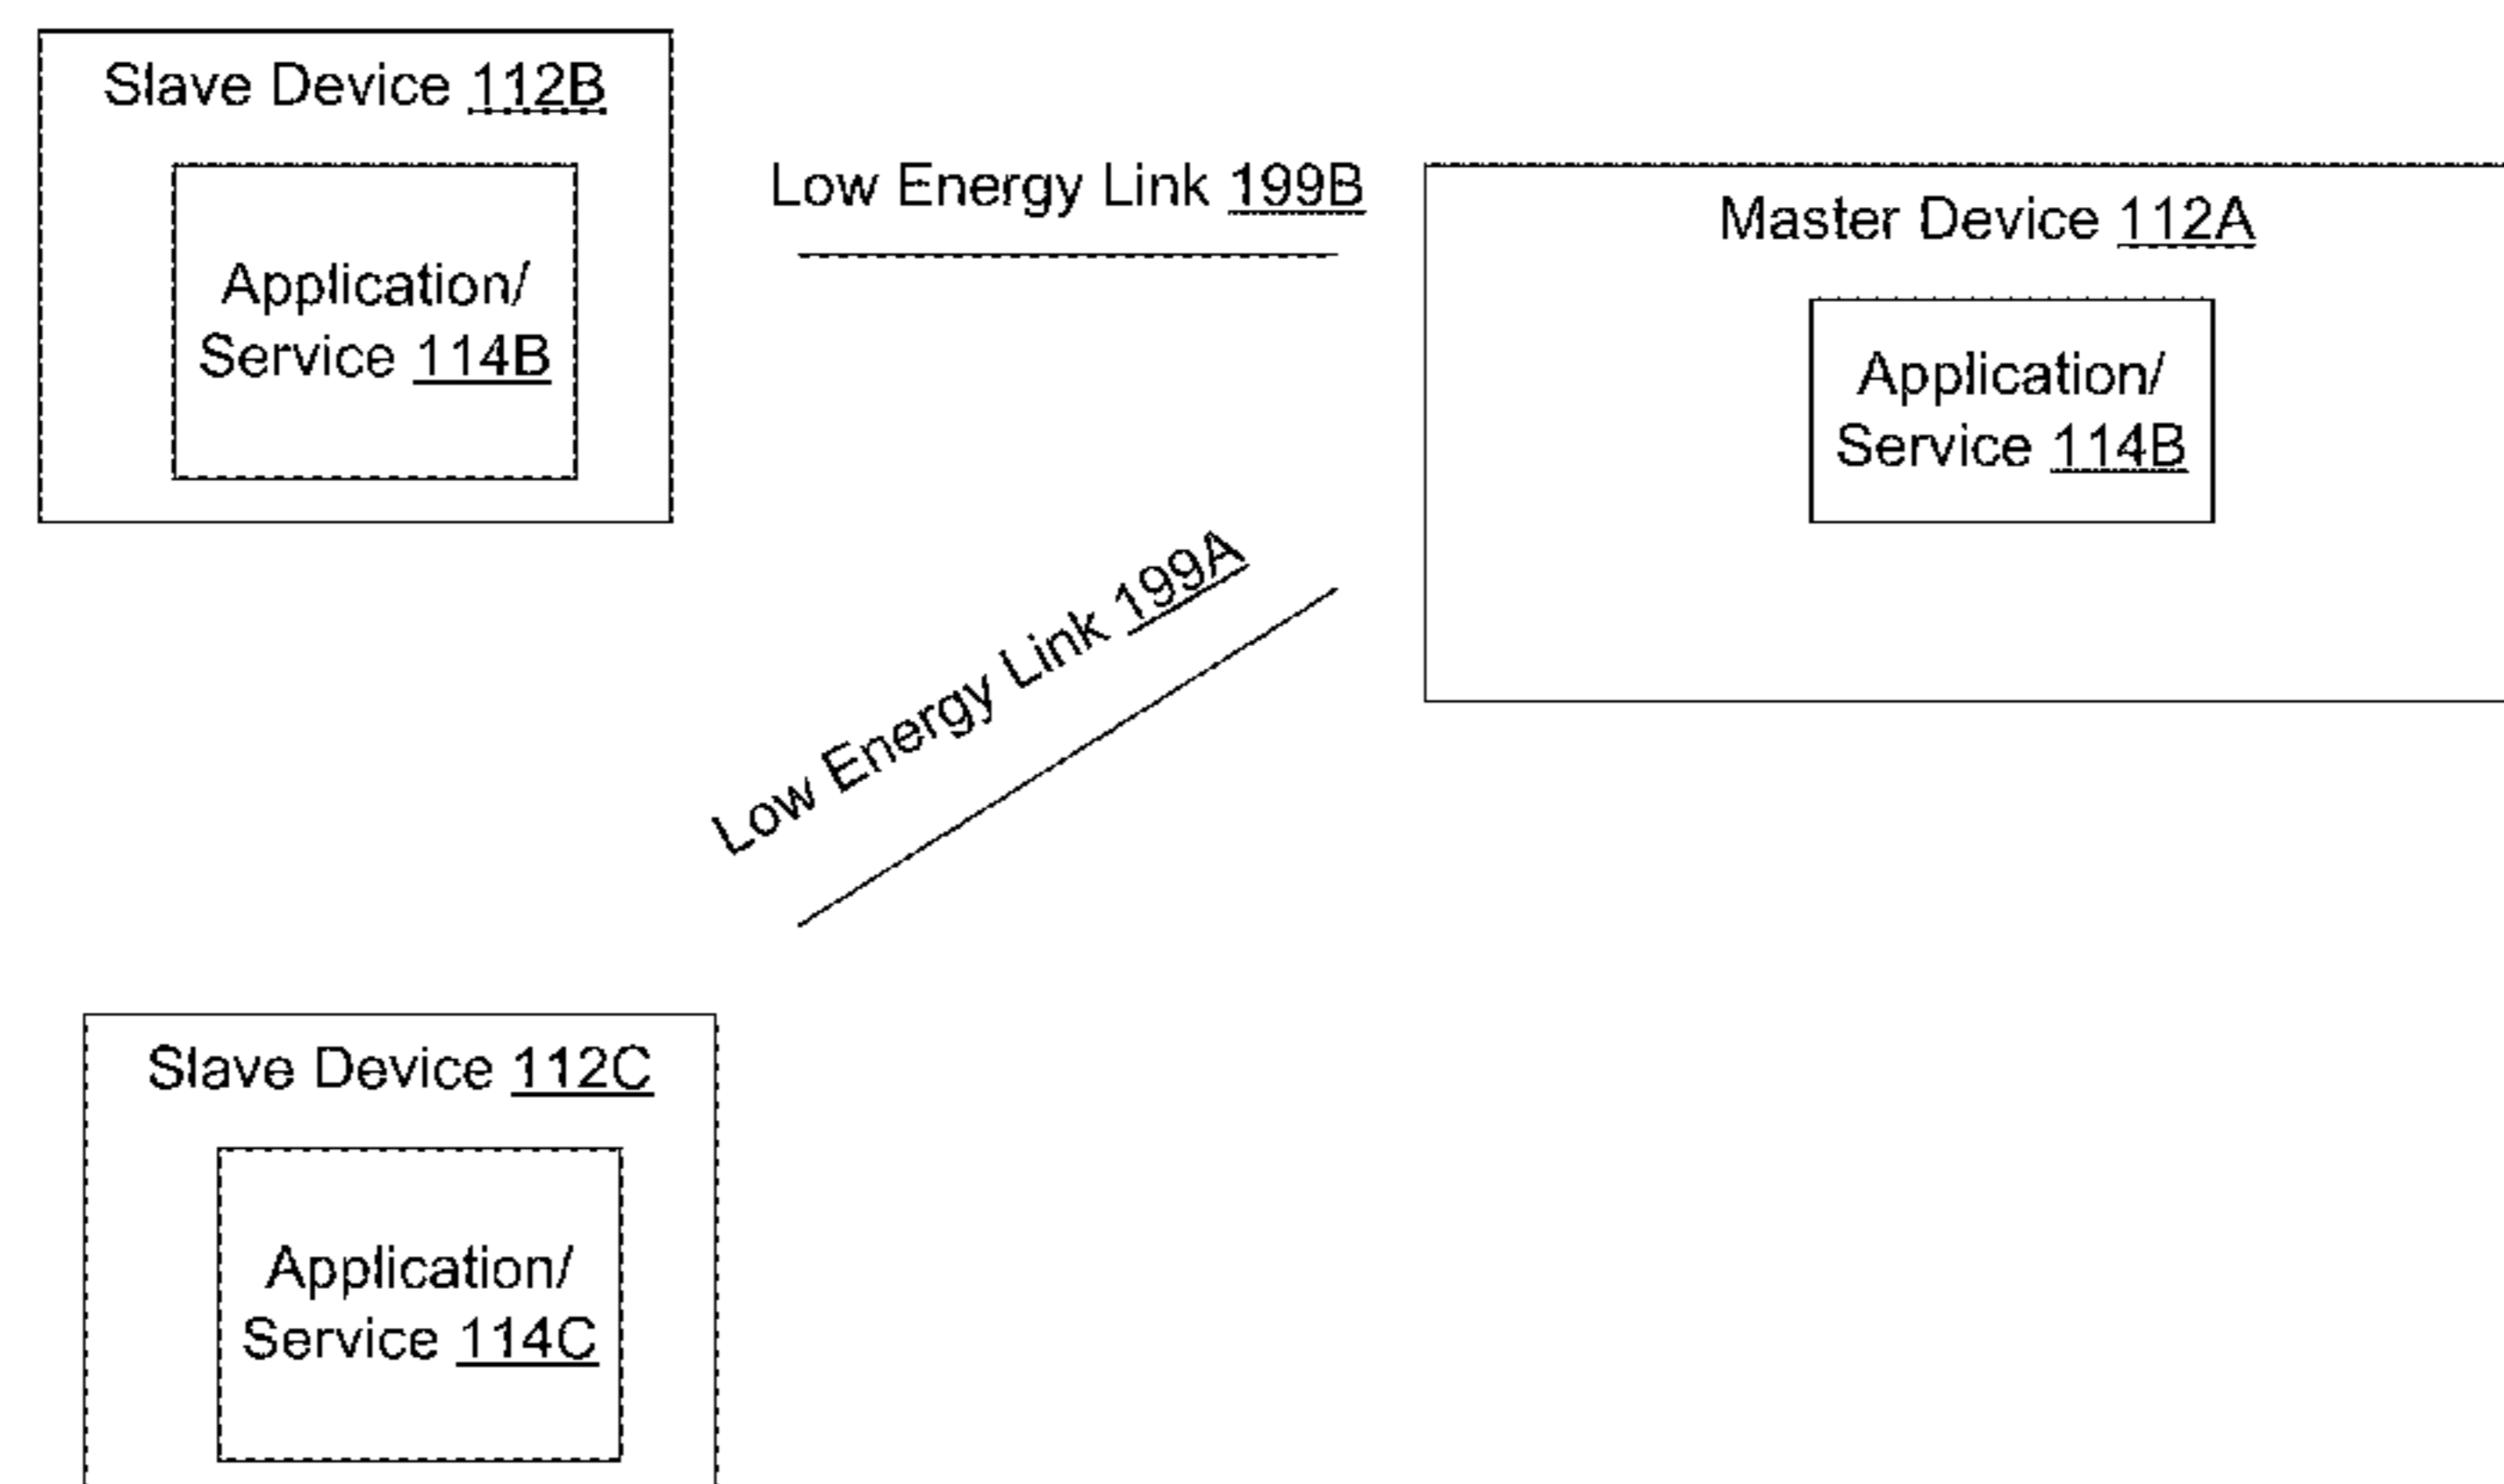 Slave Device 112B
Application/
Service 114B
Low Energy Link 199B
Master Device 112A
Application/
Service 114B
Low Energy Link 199A
Slave Device 112C
Application/
Service 114C